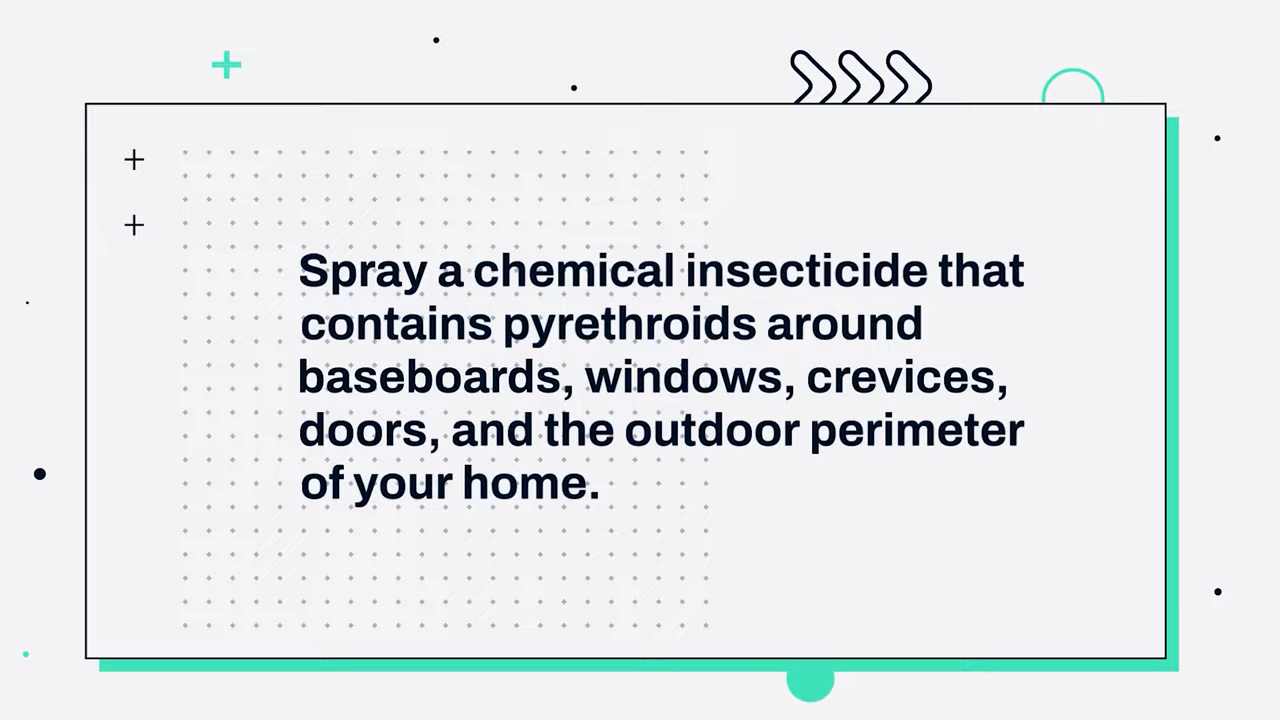 Spray a chemical insecticide that
contains pyrethroids around
baseboards, windows, crevices,
doors, and the outdoor perimeter
of your home.